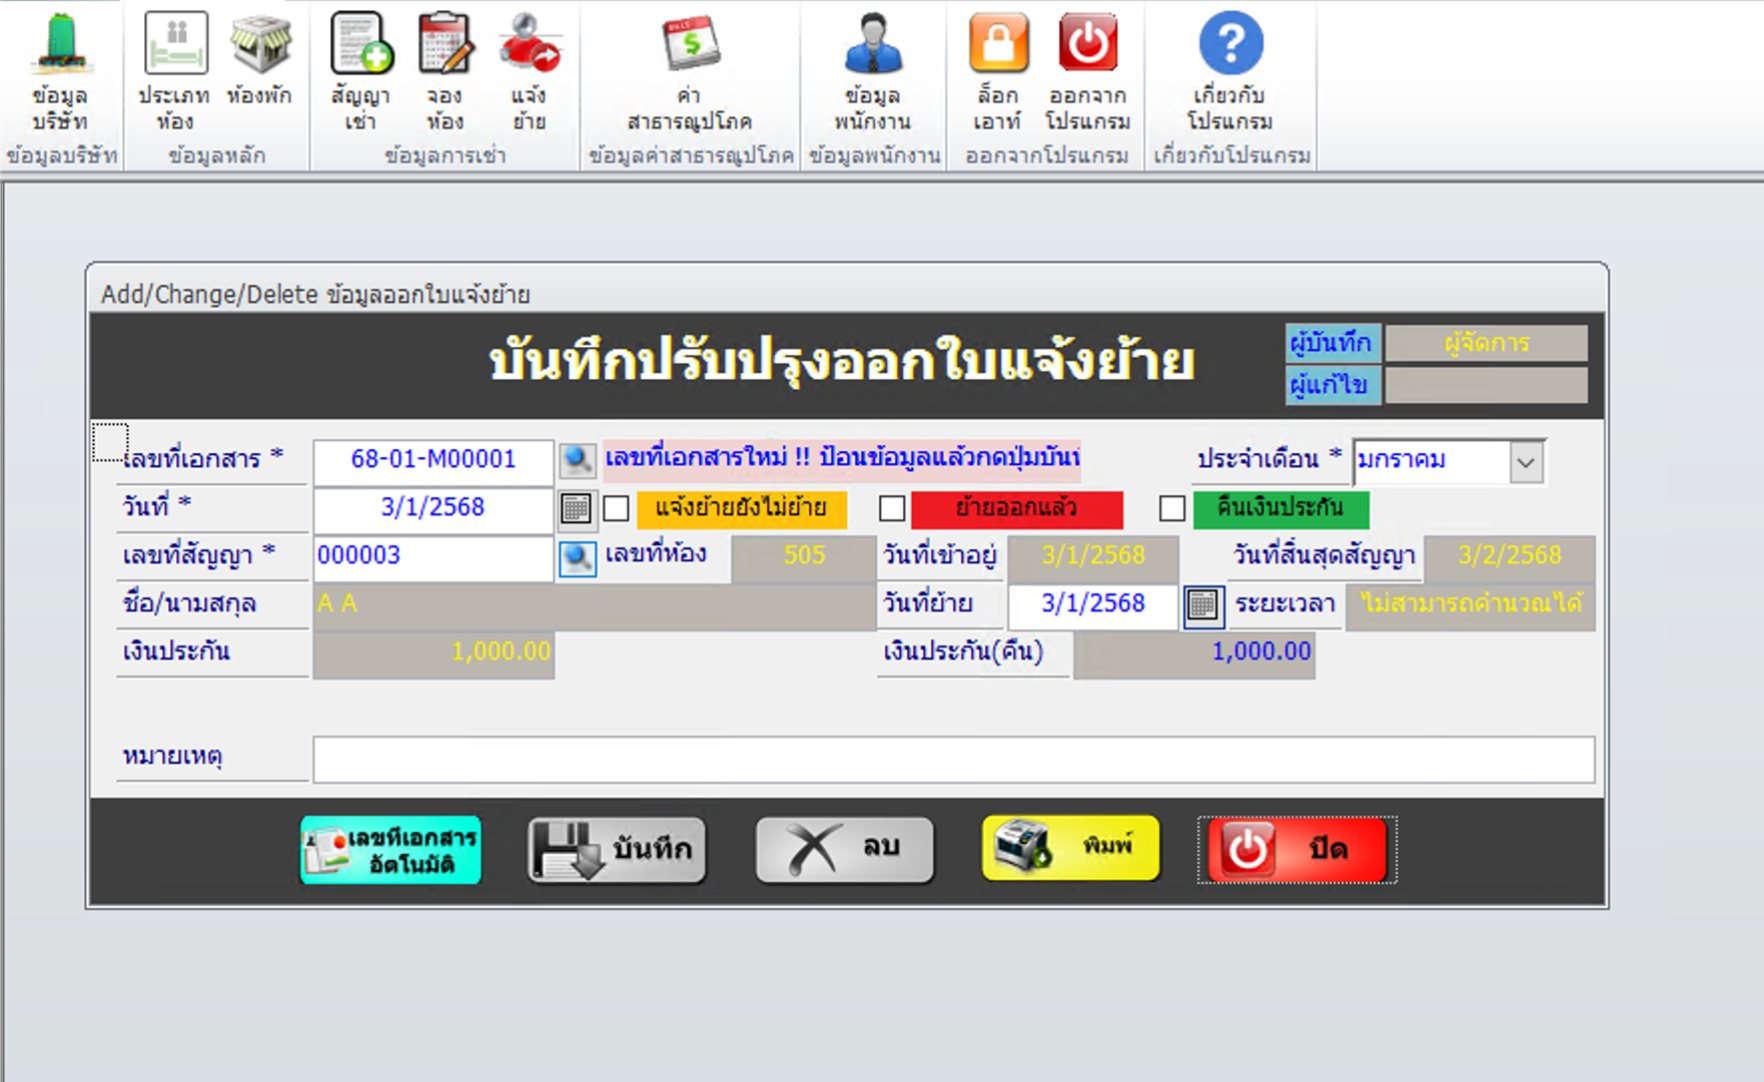 ข้อมูล
บริษัท
ข้อมูลบริษัท
ประเภท
ห้อง
ห้องพัก
ข้อมูลหลัก
สัญญา
เช่า
จอง
ห้อง
แจ้ง
ย้าย
ข้อมูลการเช่า
BILLS
$
ค่า
สาธารณูปโภค
ข้อมูลค่าสาธารณูปโภค
ข้อมูล
พนักงาน
ข้อมูลพนักงาน
ล็อก
เอาท์
ออกจาก
โปรแกรม
ออกจากโปรแกรม
?
เกี่ยวกับ
โปรแกรม
เกี่ยวกับโปรแกรม
Add/Change/Delete ข้อมูลออกใบแจ้งย้าย
บันทึกปรับปรุงออกใบแจ้งย้าย
ผู้บันทึก ผู้จัดการ
ผู้แก้ไข
เลขที่เอกสาร * 68-01-M00001 เลขที่เอกสารใหม่ !! ป้อนข้อมูลแล้วกดปุ่มบัน ประจำเดือน * มกราคม
วันที่ * 3/1/2568 แจ้งย้ายยังไม่ย้าย ย้ายออกแล้ว คืนเงินประกัน
เลขที่สัญญา * 000003 เลขที่ห้อง 505 วันที่เข้าอยู่ 3/1/2568 วันที่สิ้นสุดสัญญา 3/2/2568
ชื่อ/นามสกุล A A วันที่ย้าย 3/1/2568 ระยะเวลา ไม่สามารถคำนวณได้
เงินประกัน 1,000.00 เงินประกัน(คืน) 1,000.00
หมายเหตุ
เลขที่เอกสาร
อัตโนมัติ
บันทึก
ลบ
พิมพ์
ปิด